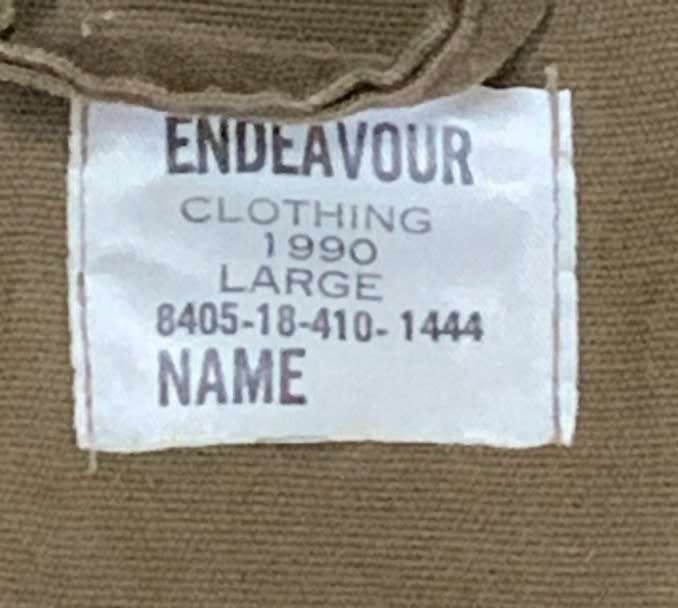 ENDEAVOUR
CLOTHING
1990
LARGE
8405-18-410-1444
NAME